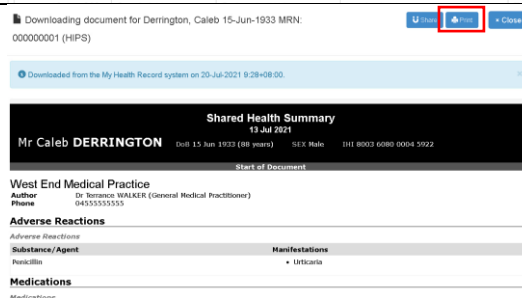 Downloading document for Derrington, Caleb 15-Jun-1933 MRN:
000000001 (HIPS)
Share
Print
× Close
Downloaded from the My Health Record system on 20-Jul-2021 9:28+08:00.
Shared Health Summary
13 Jul 2021
Mr Caleb DERRINGTON DoB 15 Jun 1933 (88 years) SEX Male IHI 8003 6080 0004 5922
Start of Document
West End Medical Practice
Author Dr Terrance WALKER (General Medical Practitioner)
Phone 04555555555
Adverse Reactions
Adverse Reactions
Substance/Agent Manifestations
Penicillin • Urticaria
Medications
Medications